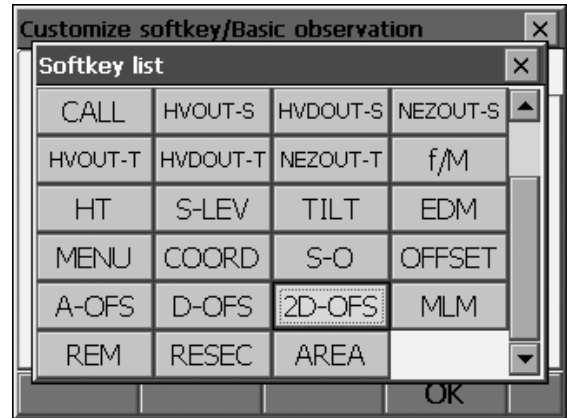 Customize softkey/Basic observation
Softkey list
CALL HVOUT-S HVDOUT-S NEZOUT-S
HVOUT-T HVDOUT-T NEZOUT-T f/M
HT S-LEV TILT EDM
MENU COORD S-O OFFSET
A-OFS D-OFS 2D-OFS MLM
REM RESEC AREA
OK